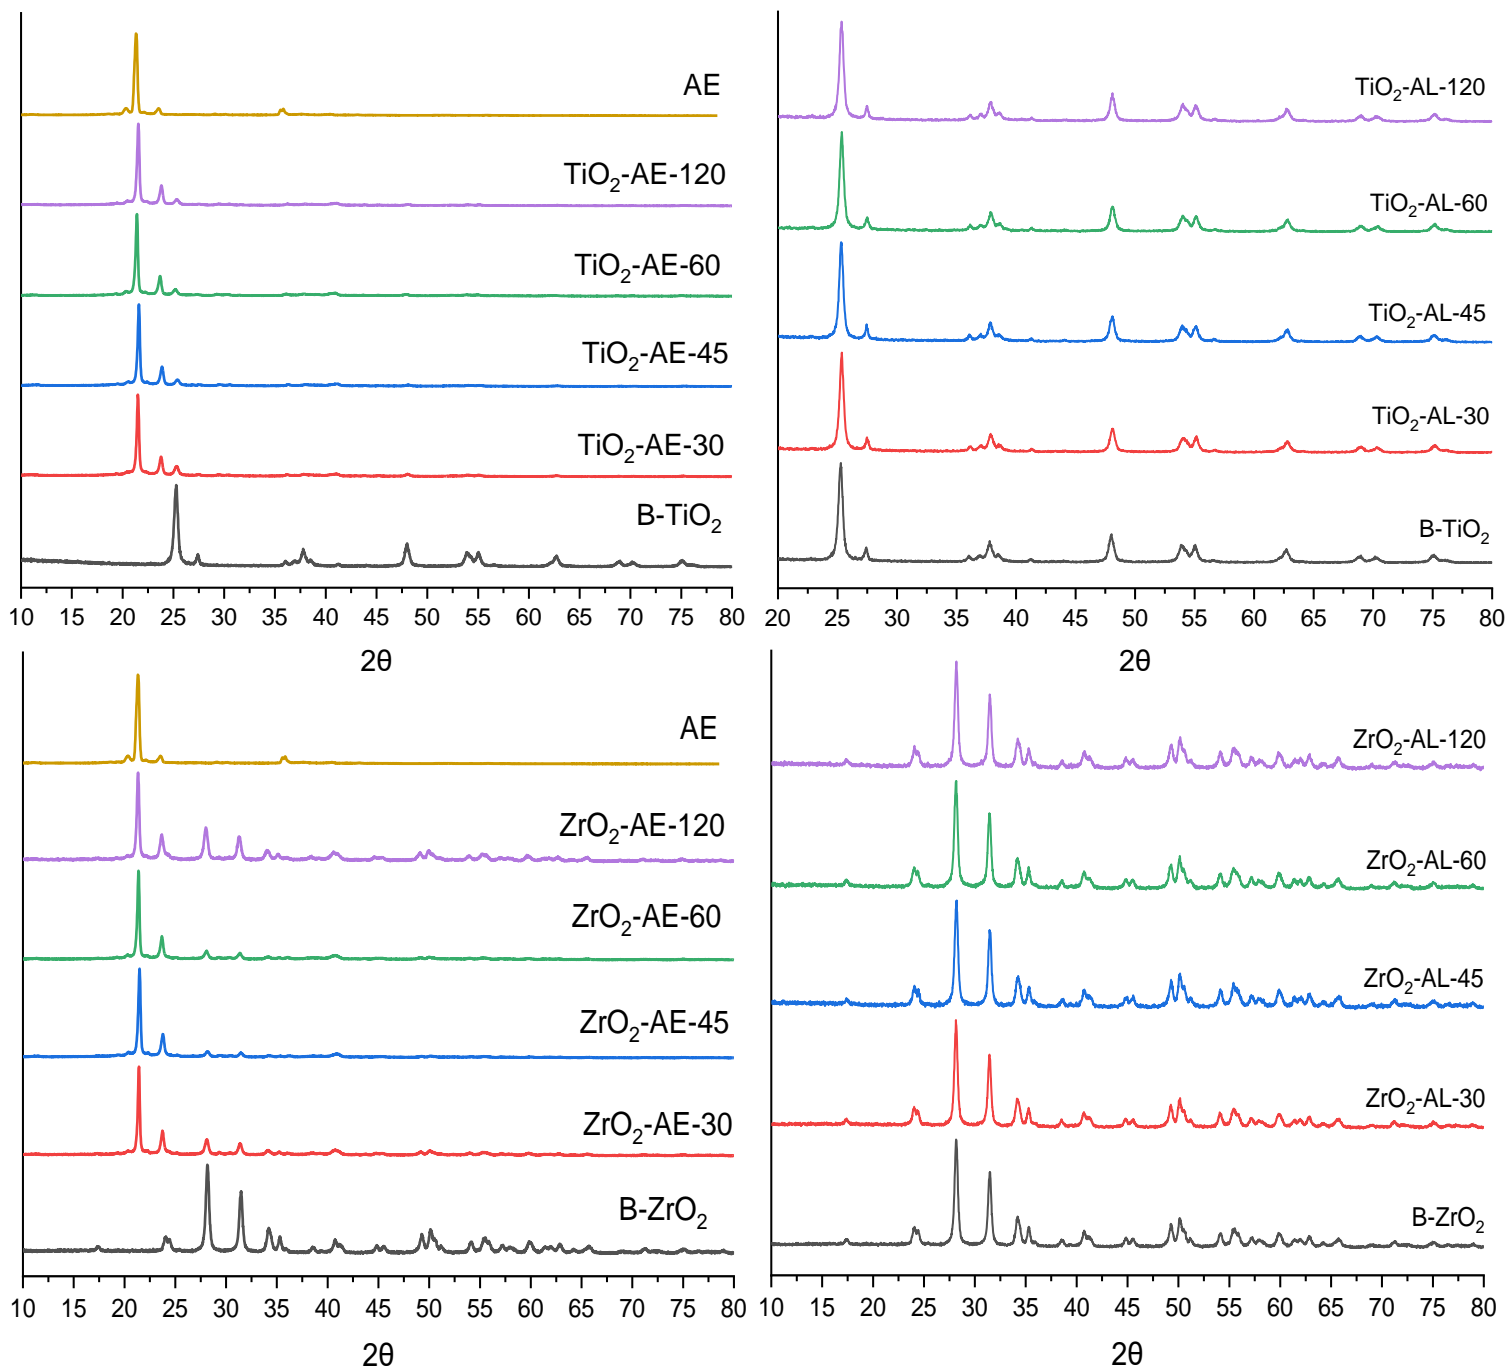 AE
TiO₂-AE-120
TiO₂-AE-60
TiO₂-AE-45
TiO₂-AE-30
B-TiO₂
10 15 20 25 30 35 40 45 50 55 60 65 70 75 80
2θ
TiO₂-AL-120
TiO₂-AL-60
TiO₂-AL-45
TiO₂-AL-30
B-TiO₂
20 25 30 35 40 45 50 55 60 65 70 75 80
2θ
AE
ZrO₂-AE-120
ZrO₂-AE-60
ZrO₂-AE-45
ZrO₂-AE-30
B-ZrO₂
10 15 20 25 30 35 40 45 50 55 60 65 70 75 80
2θ
ZrO₂-AL-120
ZrO₂-AL-60
ZrO₂-AL-45
ZrO₂-AL-30
B-ZrO₂
10 15 20 25 30 35 40 45 50 55 60 65 70 75 80
2θ